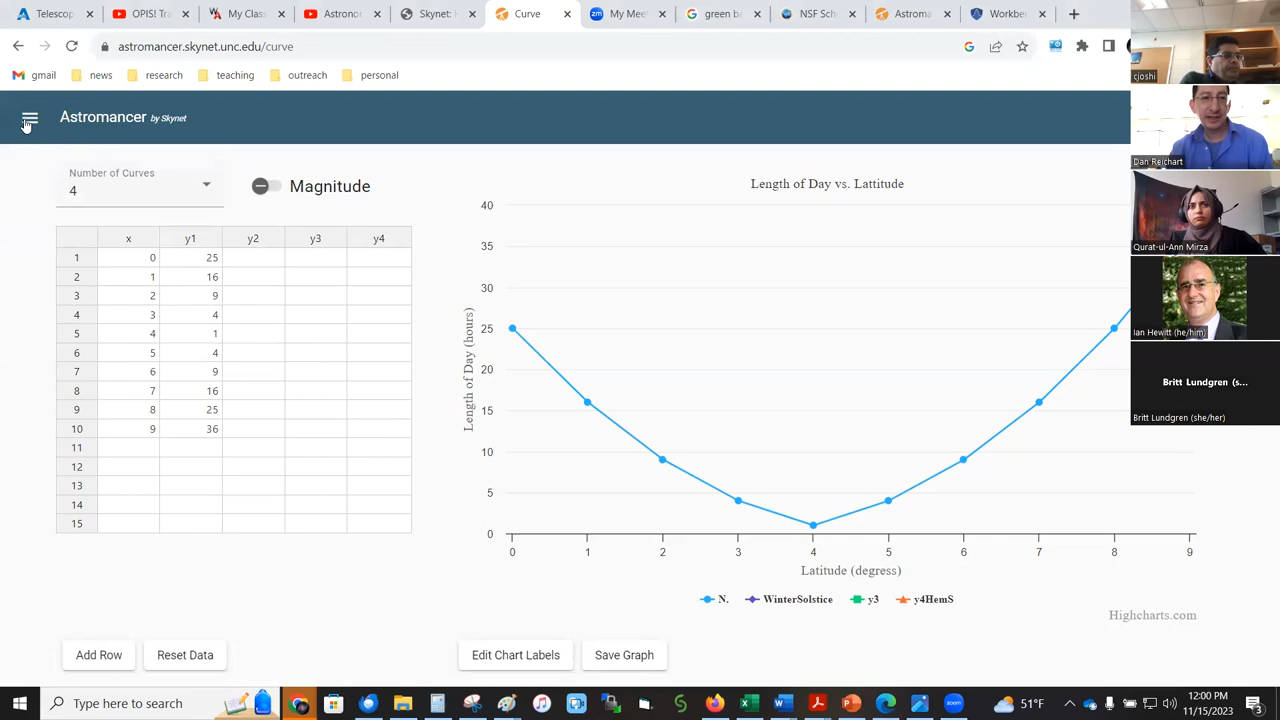 Telescop
OPIS! Tra
My Class
Astronor
Skynet: H
Curve
My Meet
green ba
NSF Sch
Astroma
Workber
astromancer.skynet.unc.edu/curve
gmail
news
research
teaching
outreach
personal
Astromancer by Skynet
Number of Curves
4
Magnitude
x y1 y2 y3 y4
1 0 25
2 1 16
3 2 9
4 3 4
5 4 1
6 5 4
7 6 9
8 7 16
9 8 25
10 9 36
11
12
13
14
15
Add Row
Reset Data
Length of Day vs. Lattitude
Length of Day (hours)
40
35
30
25
20
15
10
5
0
0 1 2 3 4 5 6 7 8 9
Latitude (degress)
N. WinterSolstice y3 y4HemS
Highcharts.com
Edit Chart Labels
Save Graph
cjoshi
Dan Reichart
Qurat-ul-Ann Mirza
Ian Hewitt (he/him)
Britt Lundgren (s...
Britt Lundgren (she/her)
Type here to search
51°F
12:00 PM
11/15/2023
3